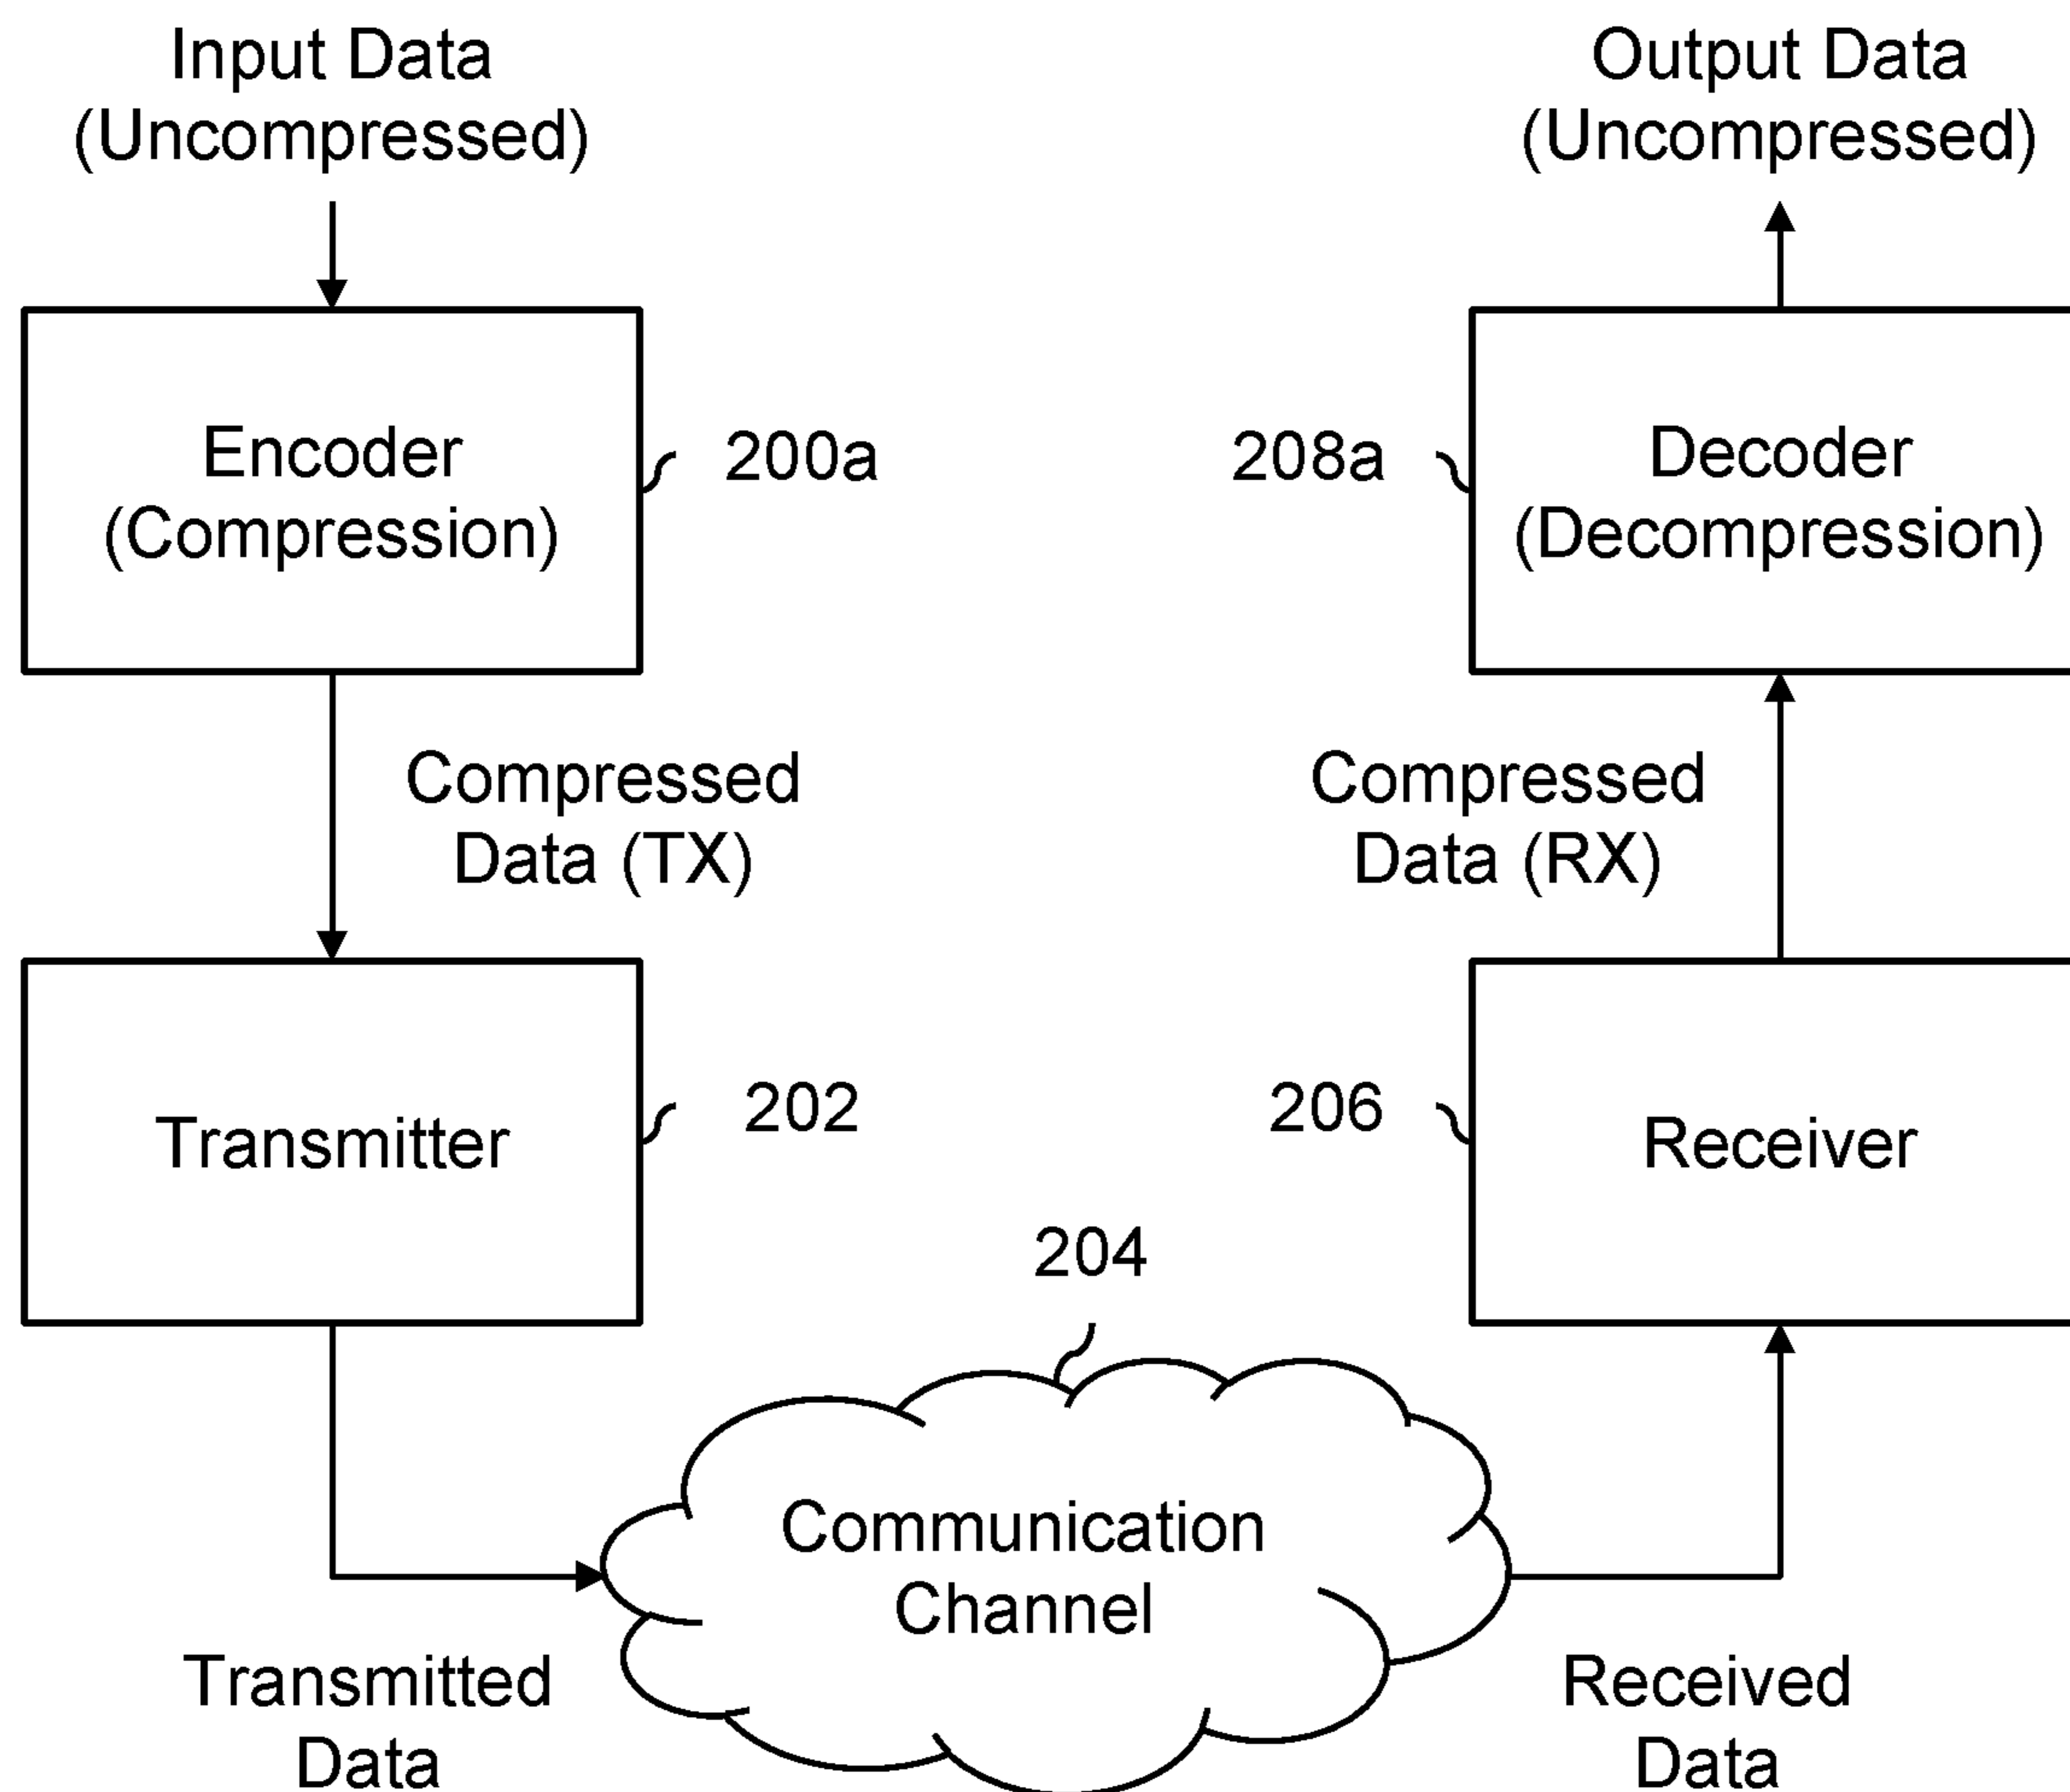 Input Data
(Uncompressed)
Output Data
(Uncompressed)
Encoder
(Compression)
200a
208a
Decoder
(Decompression)
Compressed
Data (TX)
Compressed
Data (RX)
Transmitter
202
206
Receiver
204
Communication
Channel
Transmitted
Data
Received
Data